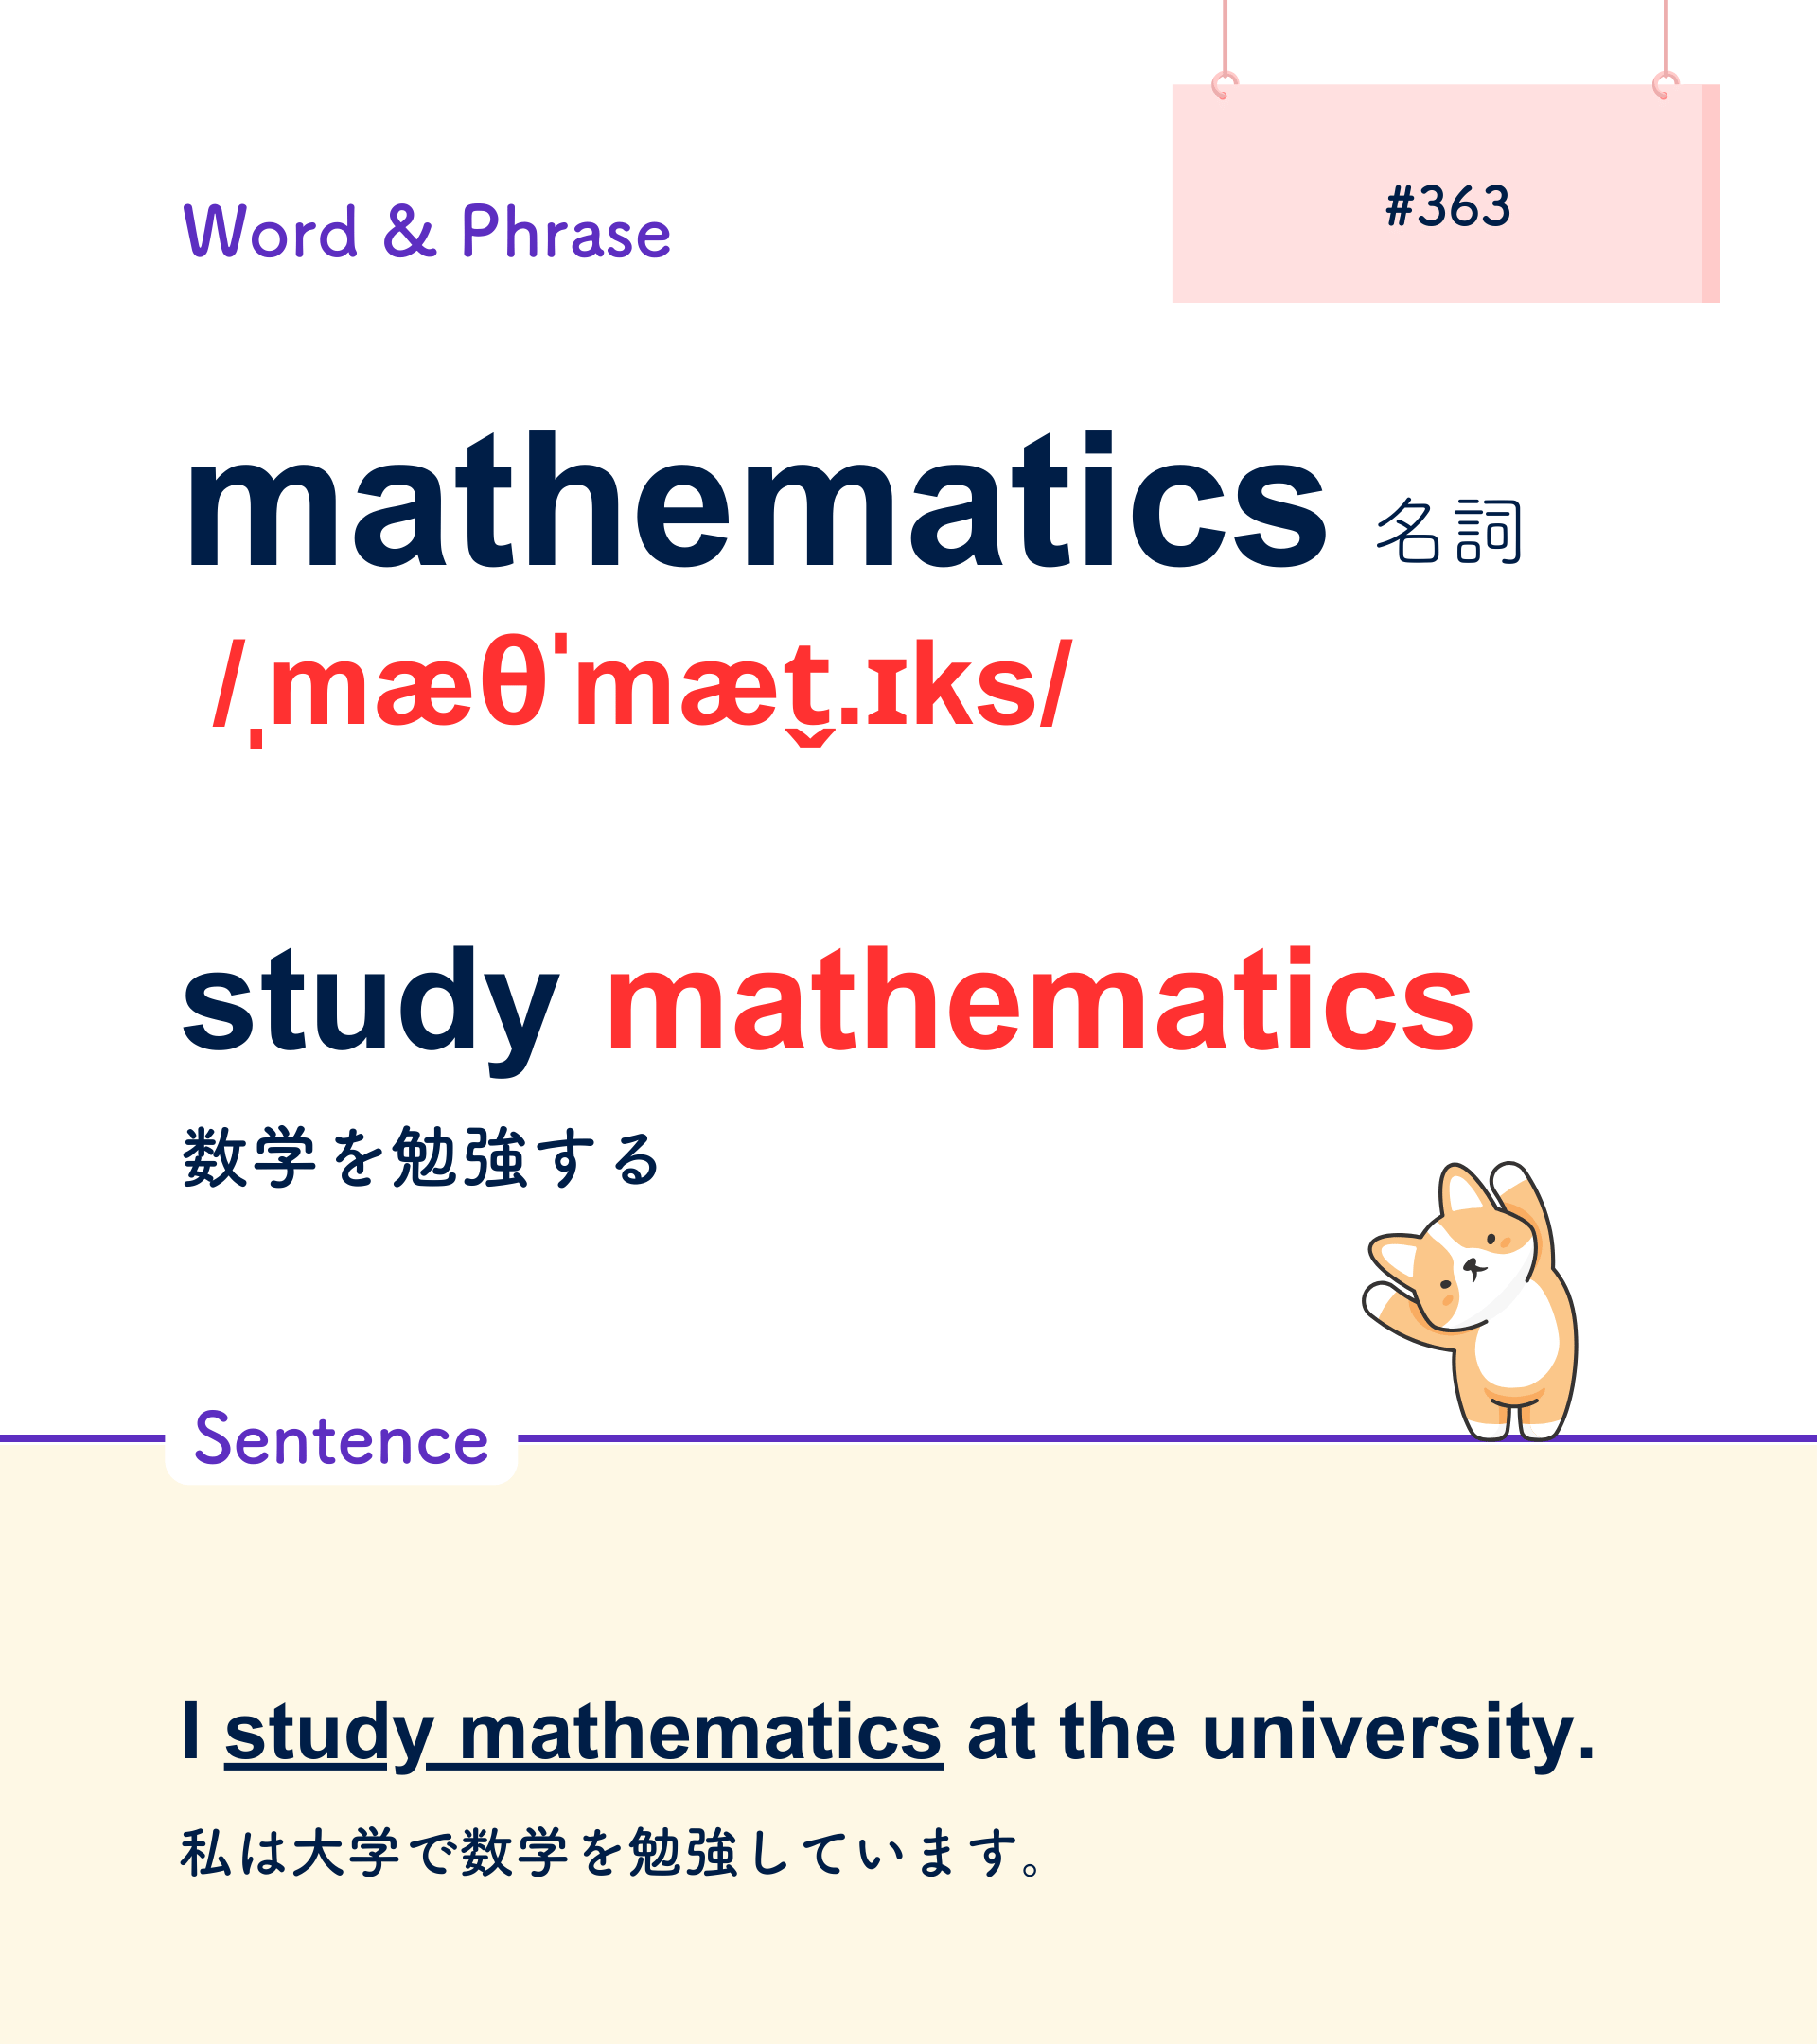 #363
Word & Phrase
mathematics 名詞
/ˌmæθˈmæt̬.ɪks/
study mathematics
数学を勉強する
Sentence
I study mathematics at the university.
私は大学で数学を勉強しています。